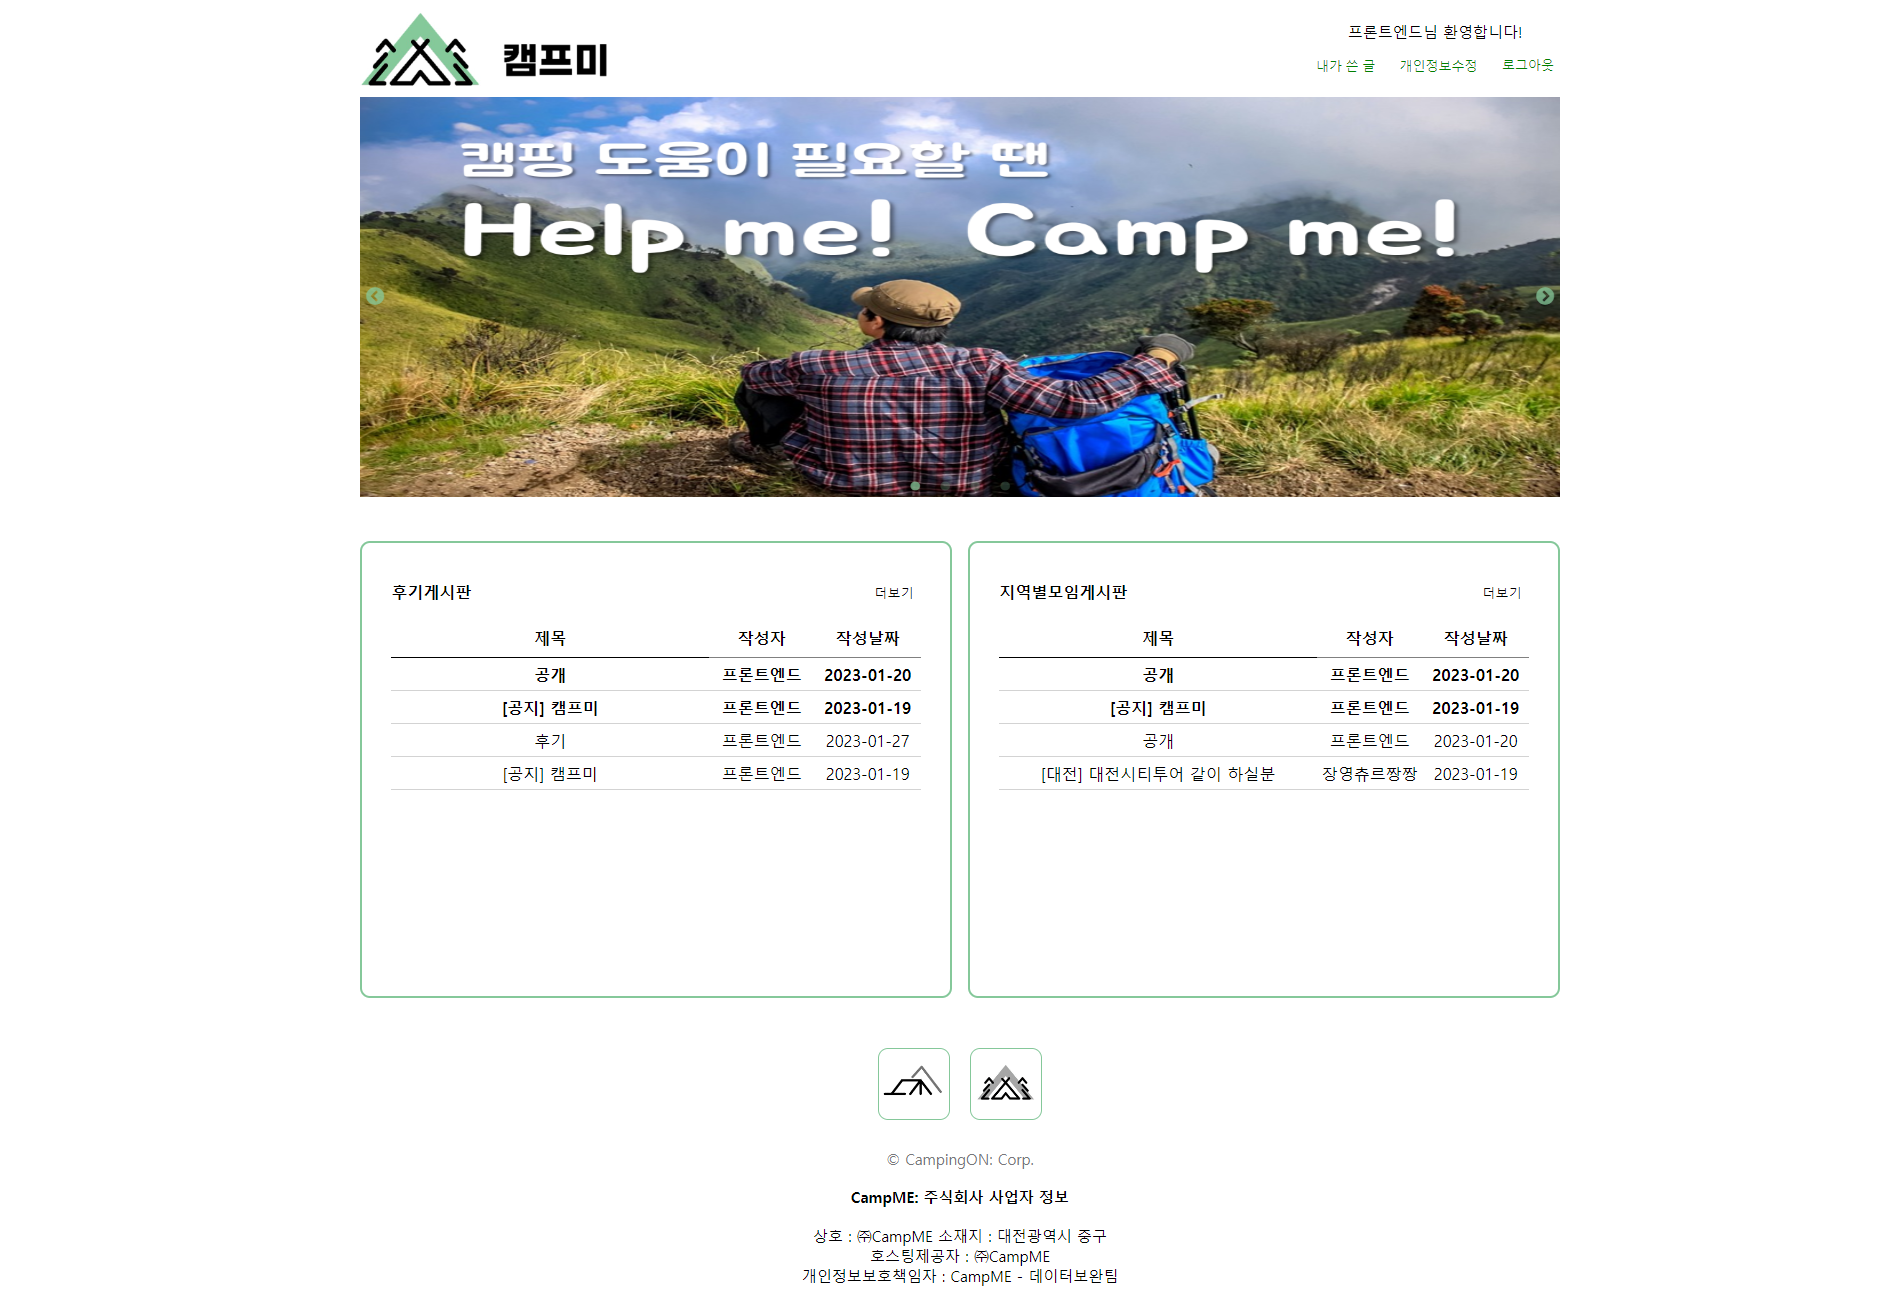 캠프미
프론트엔드님 환영합니다!
내가 쓴 글 개인정보수정 로그아웃
캠핑 도움이 필요할 땐
Help me! Camp me!
후기게시판 더보기
제목 작성자 작성날짜
공개 프론트엔드 2023-01-20
[공지] 캠프미 프론트엔드 2023-01-19
후기 프론트엔드 2023-01-27
[공지] 캠프미 프론트엔드 2023-01-19
지역별모임게시판 더보기
제목 작성자 작성날짜
공개 프론트엔드 2023-01-20
[공지] 캠프미 프론트엔드 2023-01-19
공개 프론트엔드 2023-01-20
[대전] 대전시티투어 같이 하실분 장영츄르짱짱 2023-01-19
© CampingON: Corp.
CampME: 주식회사 사업자 정보
상호 : ㈜CampME 소재지 : 대전광역시 중구
호스팅제공자 : ㈜CampME
개인정보보호책임자 : CampME - 데이터보완팀